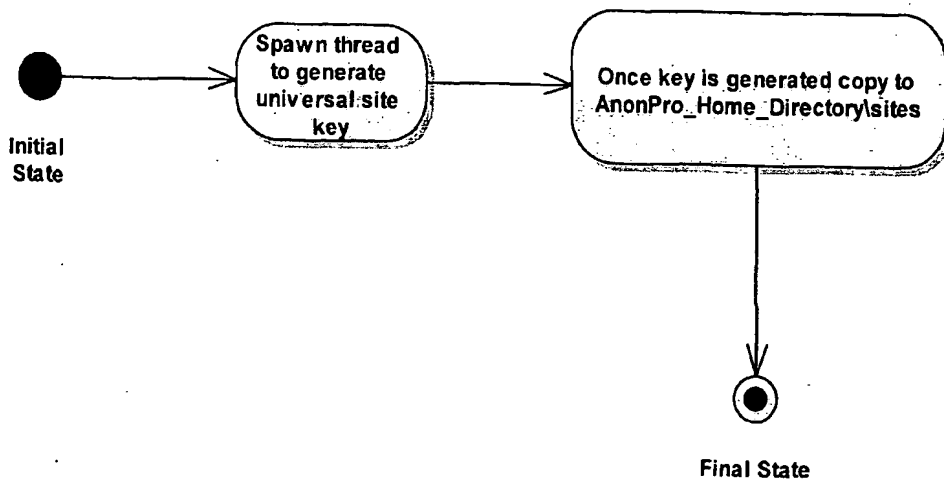 Initial
State
Spawn thread
to generate
universal site
key
Once key is generated copy to
AnonPro_Home_Directory\sites
Final State